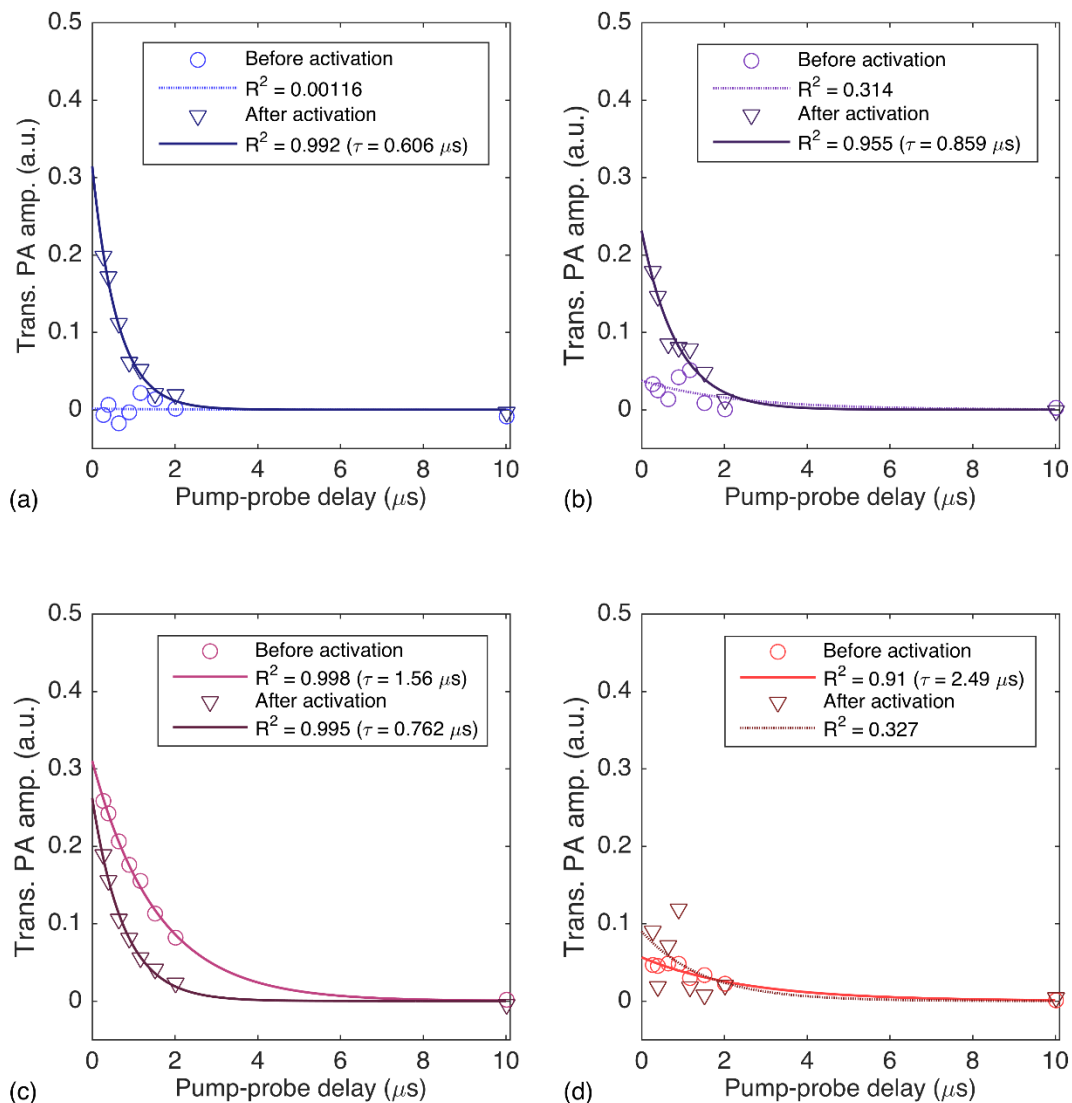 0.5
0.4
0.3
0.2
0.1
0
Trans. PA amp. (a.u.)
Before activation
R² = 0.00116
After activation
R² = 0.992 (τ = 0.606 μs)
0 2 4 6 8 10
Pump-probe delay (μs)
(a)
0.5
0.4
0.3
0.2
0.1
0
Trans. PA amp. (a.u.)
Before activation
R² = 0.314
After activation
R² = 0.955 (τ = 0.859 μs)
0 2 4 6 8 10
Pump-probe delay (μs)
(b)
0.5
0.4
0.3
0.2
0.1
0
Trans. PA amp. (a.u.)
Before activation
R² = 0.998 (τ = 1.56 μs)
After activation
R² = 0.995 (τ = 0.762 μs)
0 2 4 6 8 10
Pump-probe delay (μs)
(c)
0.5
0.4
0.3
0.2
0.1
0
Trans. PA amp. (a.u.)
Before activation
R² = 0.91 (τ = 2.49 μs)
After activation
R² = 0.327
0 2 4 6 8 10
Pump-probe delay (μs)
(d)